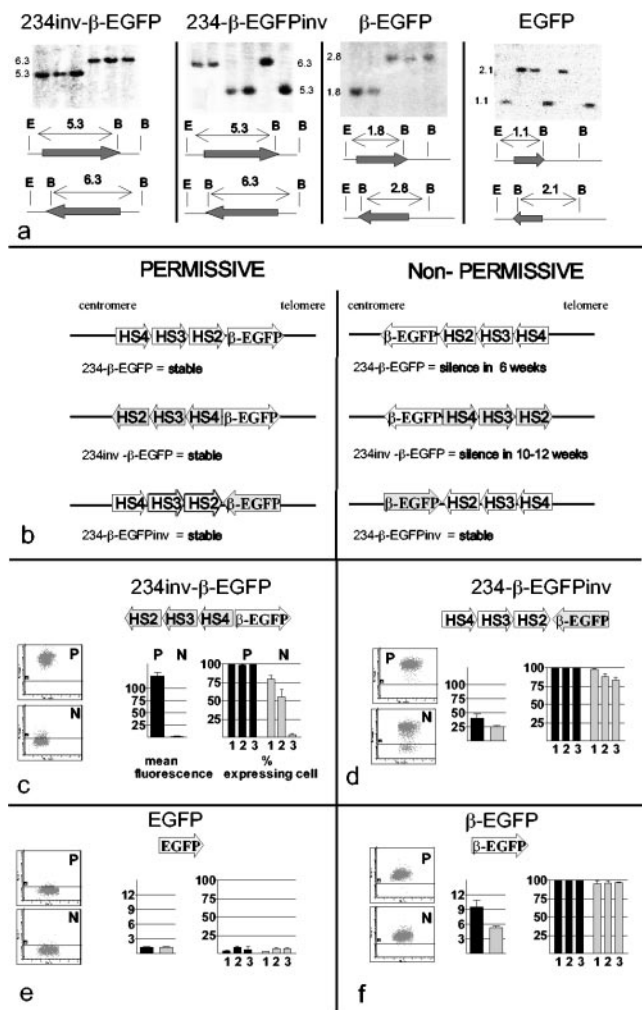 234inv-β-EGFP
234-β-EGFPinv
β-EGFP
EGFP
6.3
5.3
6.3
5.3
2.8
1.8
2.1
1.1
E 5.3 B B
E 5.3 B B
E 1.8 B B
E 1.1 B B
E B 6.3 B
E B 6.3 B
E B 2.8 B
E B 2.1 B
a
PERMISSIVE
centromere telomere
HS4 HS3 HS2 β-EGFP
234-β-EGFP = stable
HS2 HS3 HS4 β-EGFP
234inv -β-EGFP = stable
HS4 HS3 HS2 β-EGFP
234-β-EGFPinv = stable
b
Non- PERMISSIVE
centromere telomere
β-EGFP HS2 HS3 HS4
234-β-EGFP = silence in 6 weeks
β-EGFP HS4 HS3 HS2
234inv -β-EGFP = silence in 10-12 weeks
β-EGFP HS2 HS3 HS4
234-β-EGFPinv = stable
234inv-β-EGFP
HS2 HS3 HS4 β-EGFP
P
N
P N
100
75
50
25
mean
fluorescence
P N
100
75
50
25
1 2 3 1 2 3
%
expressing cell
c
234-β-EGFPinv
HS4 HS3 HS2 β-EGFP
P
N
100
75
50
25
100
75
50
25
1 2 3 1 2 3
d
EGFP
EGFP
P
N
12
9
6
3
100
75
50
25
1 2 3 1 2 3
e
β-EGFP
β-EGFP
P
N
12
9
6
3
100
75
50
25
1 2 3 1 2 3
f